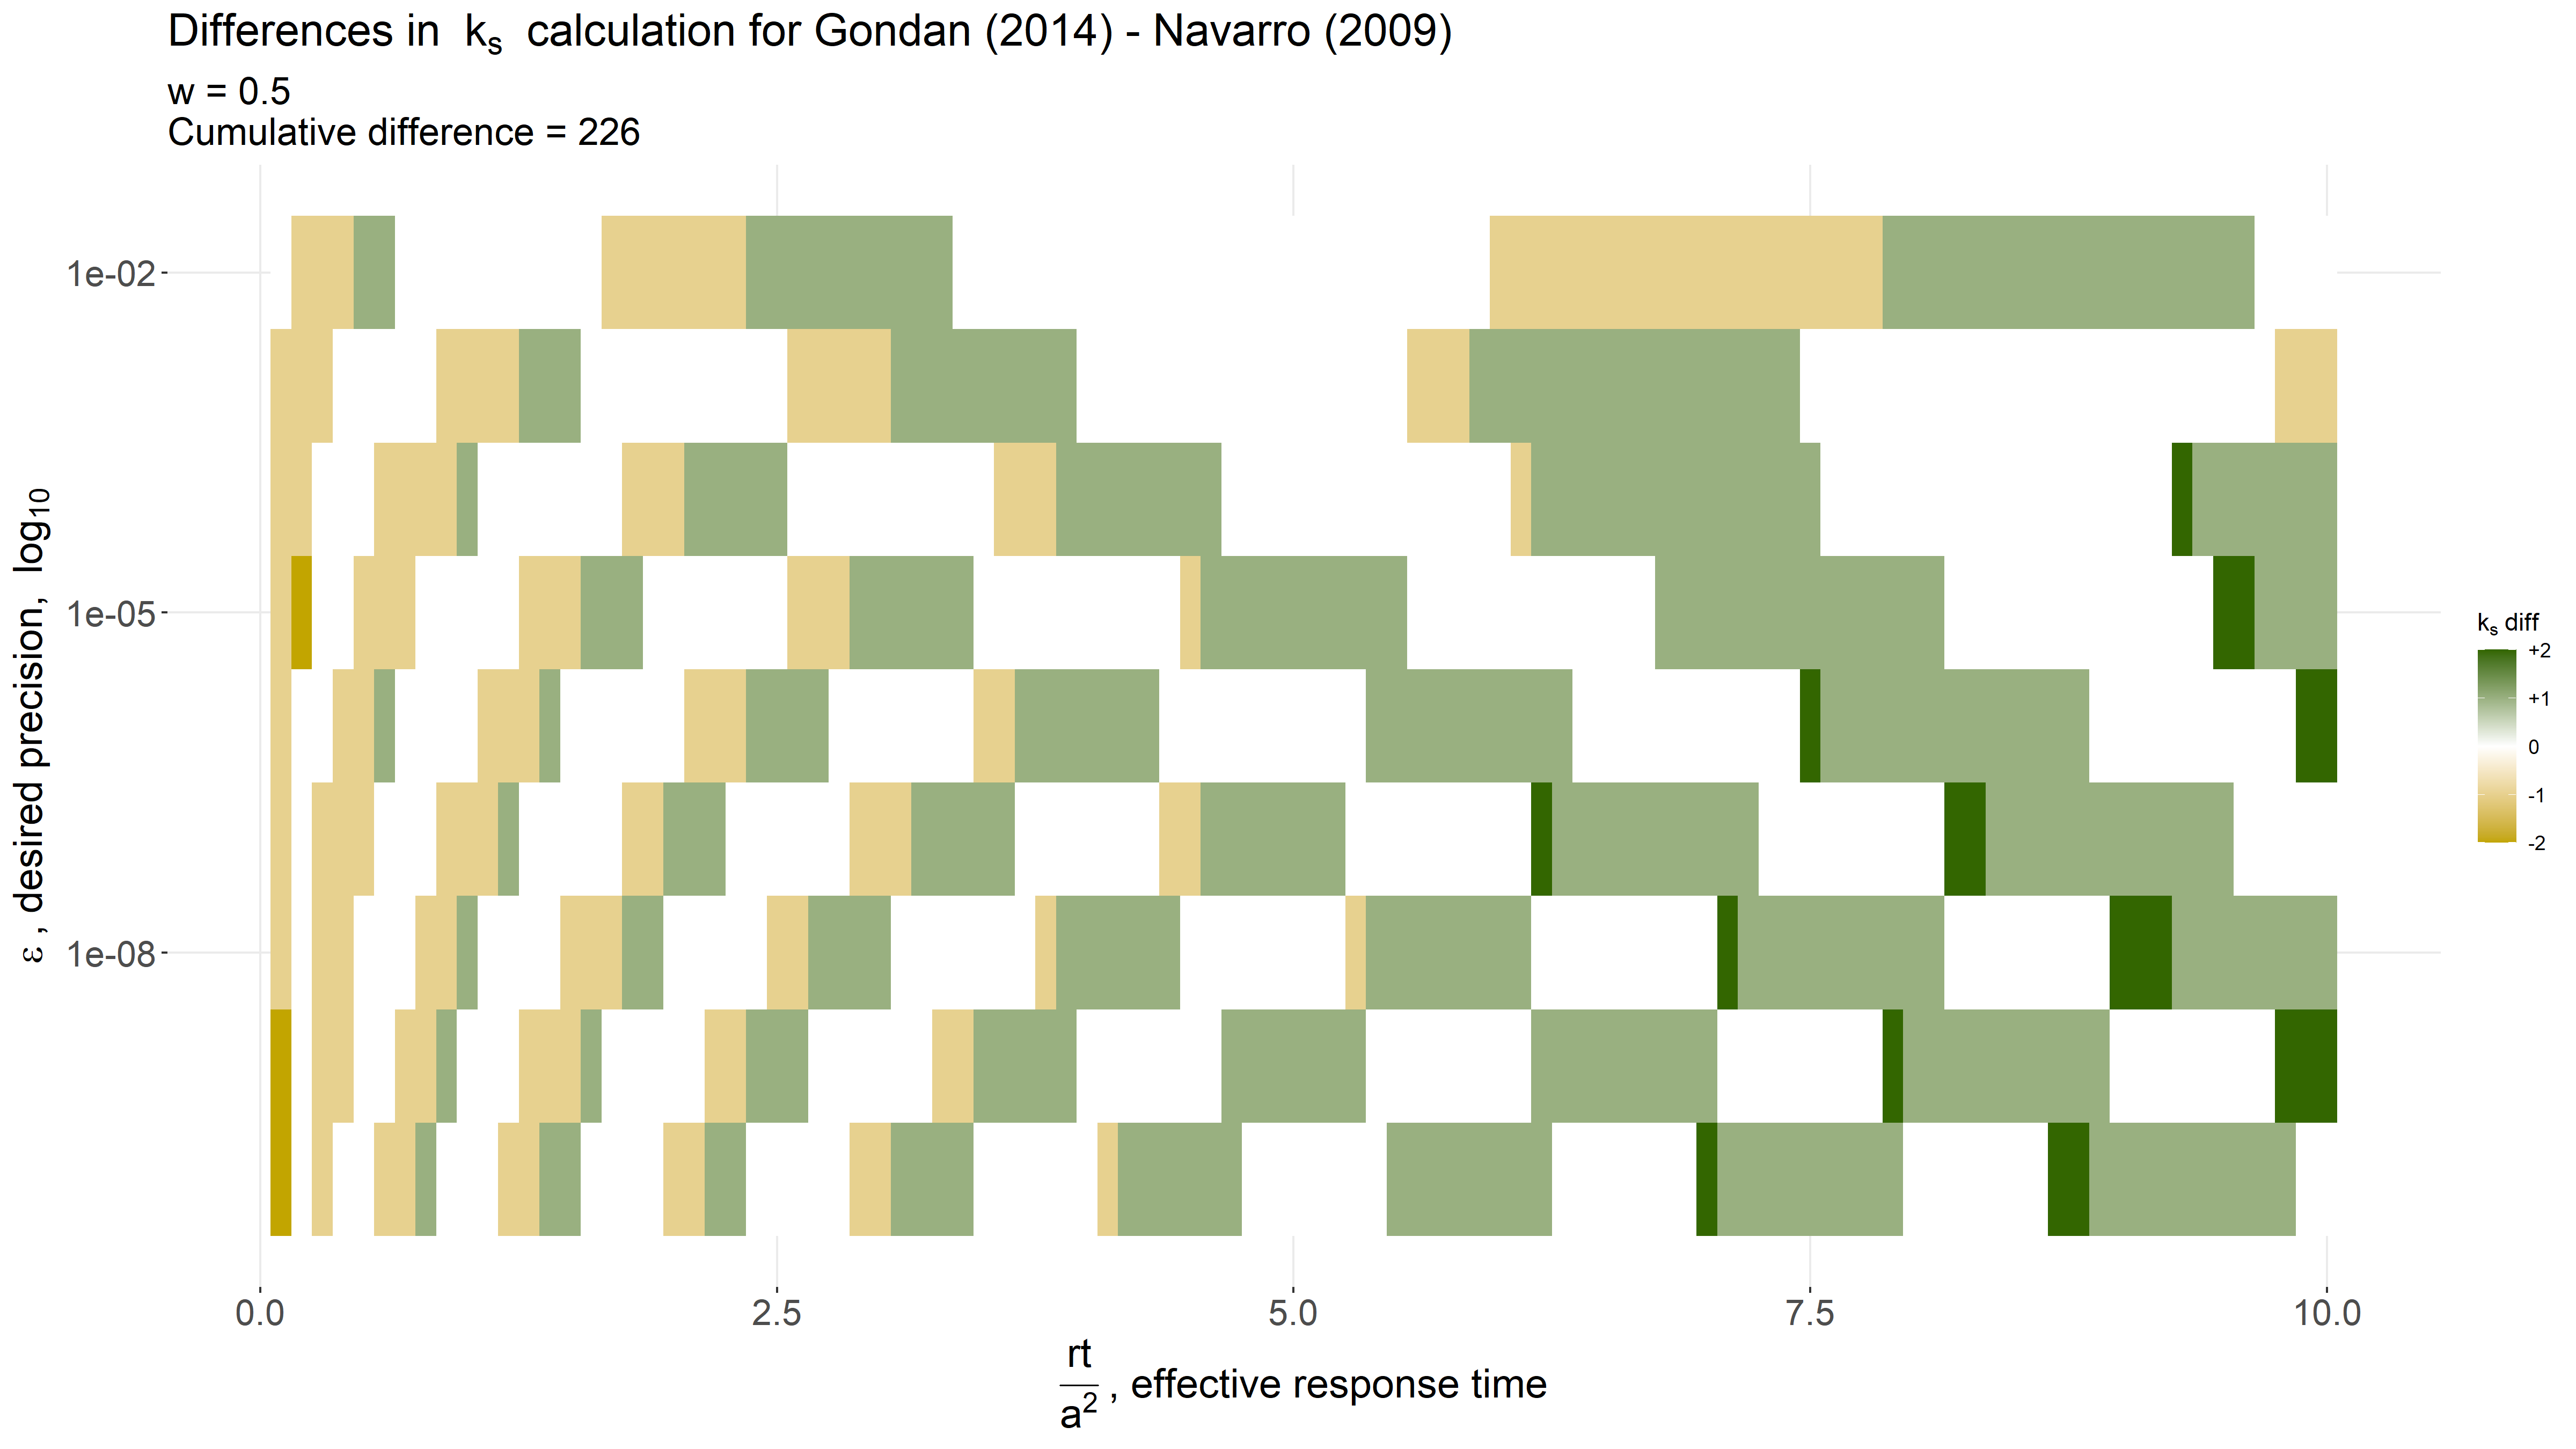 Differences in ks calculation for Gondan (2014) - Navarro (2009)
w = 0.5
Cumulative difference = 226
1e-02
1e-05
1e-08
ε , desired precision, log10
0.0 2.5 5.0 7.5 10.0
rt
a2 , effective response time
ks diff
+2
+1
0
-1
-2